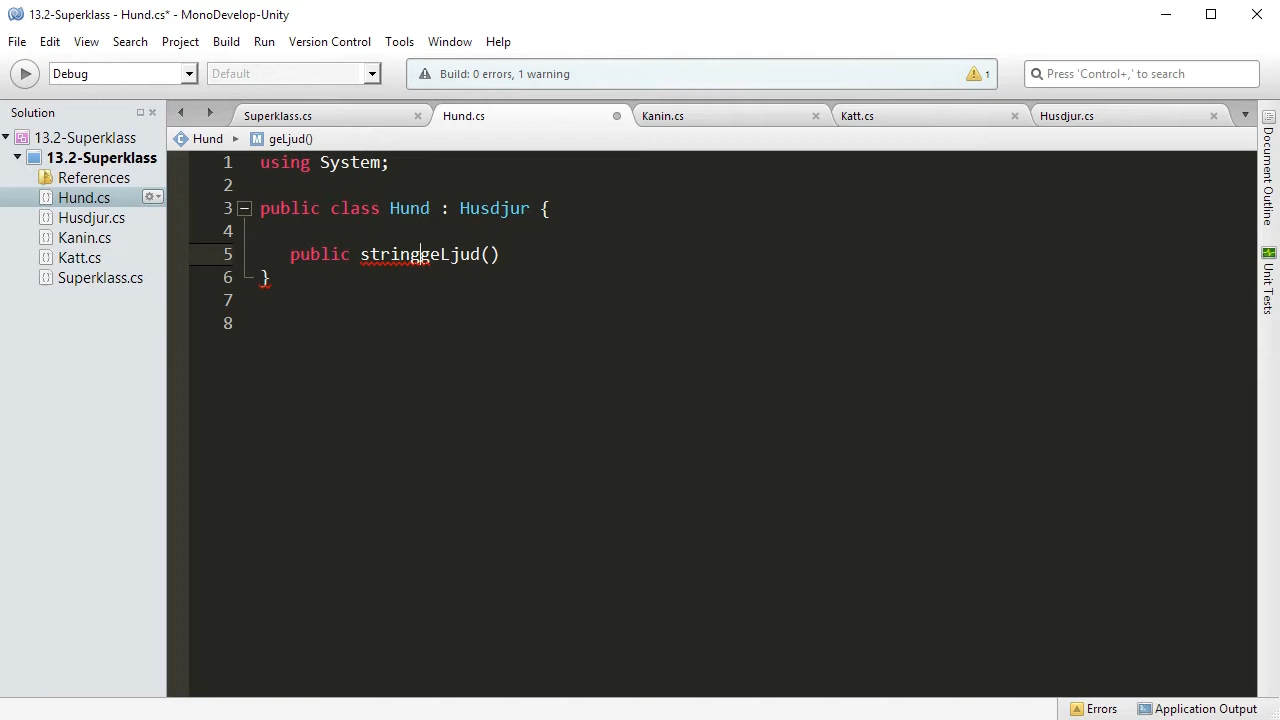 13.2-Superklass - Hund.cs* - MonoDevelop-Unity
File Edit View Search Project Build Run Version Control Tools Window Help
Debug Default Build: 0 errors, 1 warning 1 Press 'Control+,' to search
Solution
Superklass.cs Hund.cs Kanin.cs Katt.cs Husdjur.cs
Hund geLjud()
13.2-Superklass
13.2-Superklass
References
Hund.cs
Husdjur.cs
Kanin.cs
Katt.cs
Superklass.cs
1 using System;
2
3 public class Hund : Husdjur {
4
5 public stringgeLjud()
6 }
7
8
Document Outline
Unit Tests
Errors Application Output